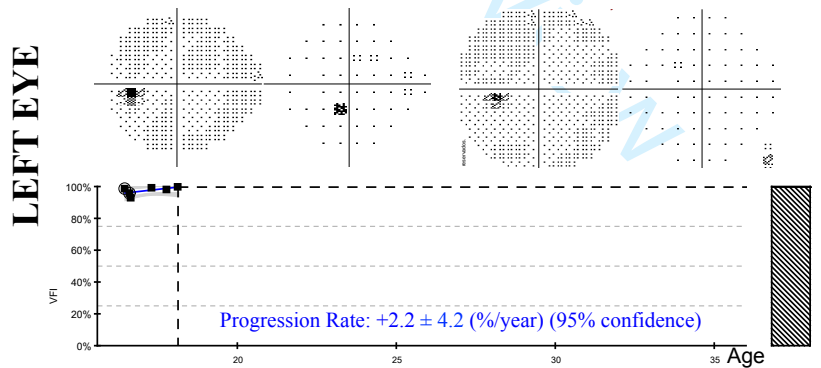 LEFT EYE
reservados.
100%
80%
60%
40%
20%
0%
VFI
Progression Rate: +2.2 ± 4.2 (%/year) (95% confidence)
20
25
30
35
Age